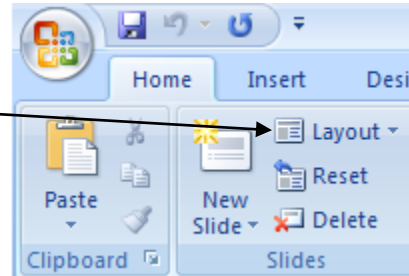 Home Insert Desi
Layout
Reset
Paste New
Slide Delete
Clipboard Slides